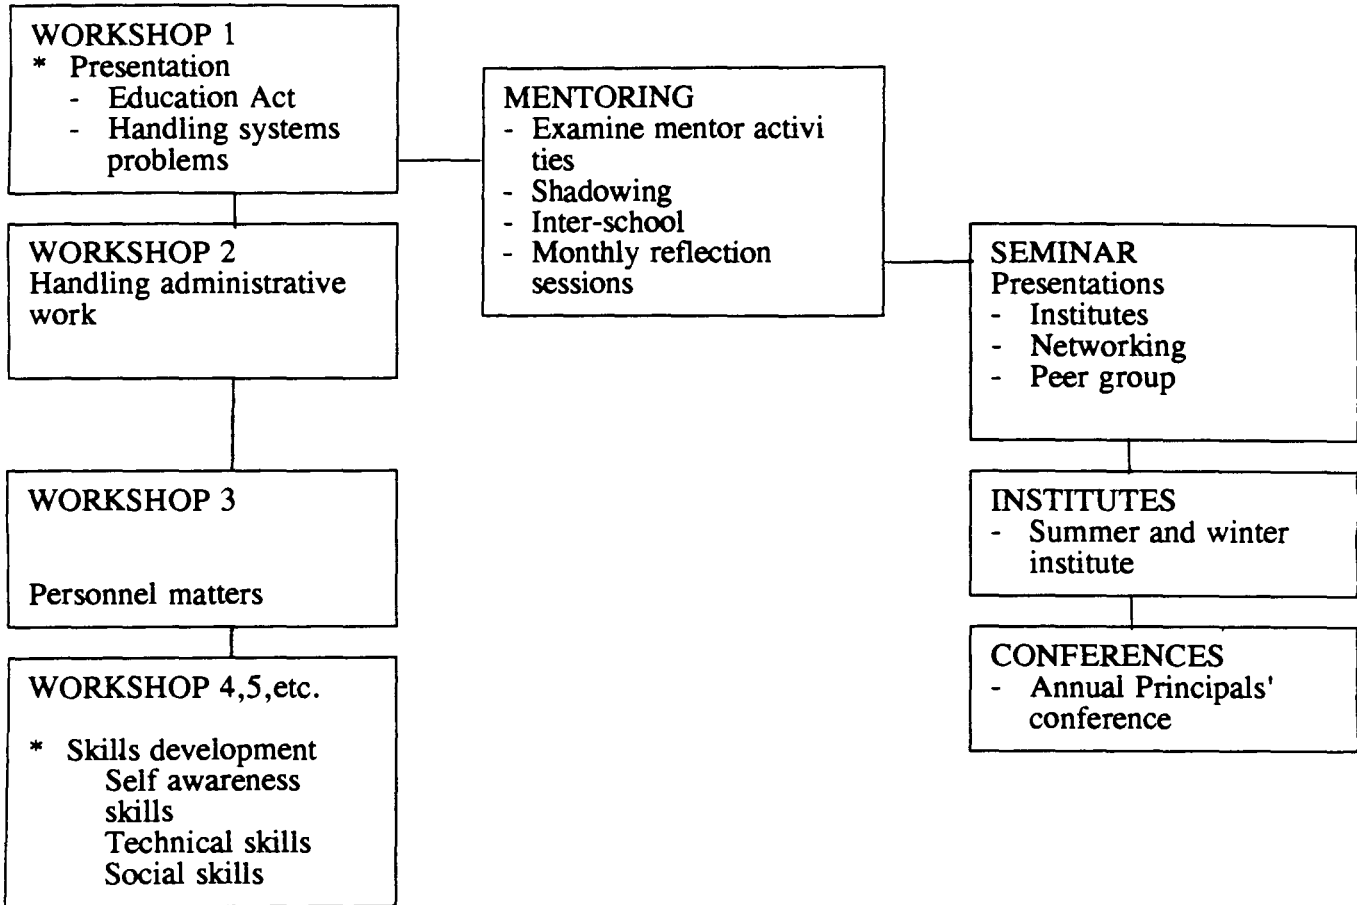 WORKSHOP 1
* Presentation
- Education Act
- Handling systems
problems
WORKSHOP 2
Handling administrative
work
WORKSHOP 3
Personnel matters
WORKSHOP 4,5,etc.
* Skills development
Self awareness
skills
Technical skills
Social skills
MENTORING
- Examine mentor activi
ties
- Shadowing
- Inter-school
- Monthly reflection
sessions
SEMINAR
Presentations
- Institutes
- Networking
- Peer group
INSTITUTES
- Summer and winter
institute
CONFERENCES
- Annual Principals'
conference